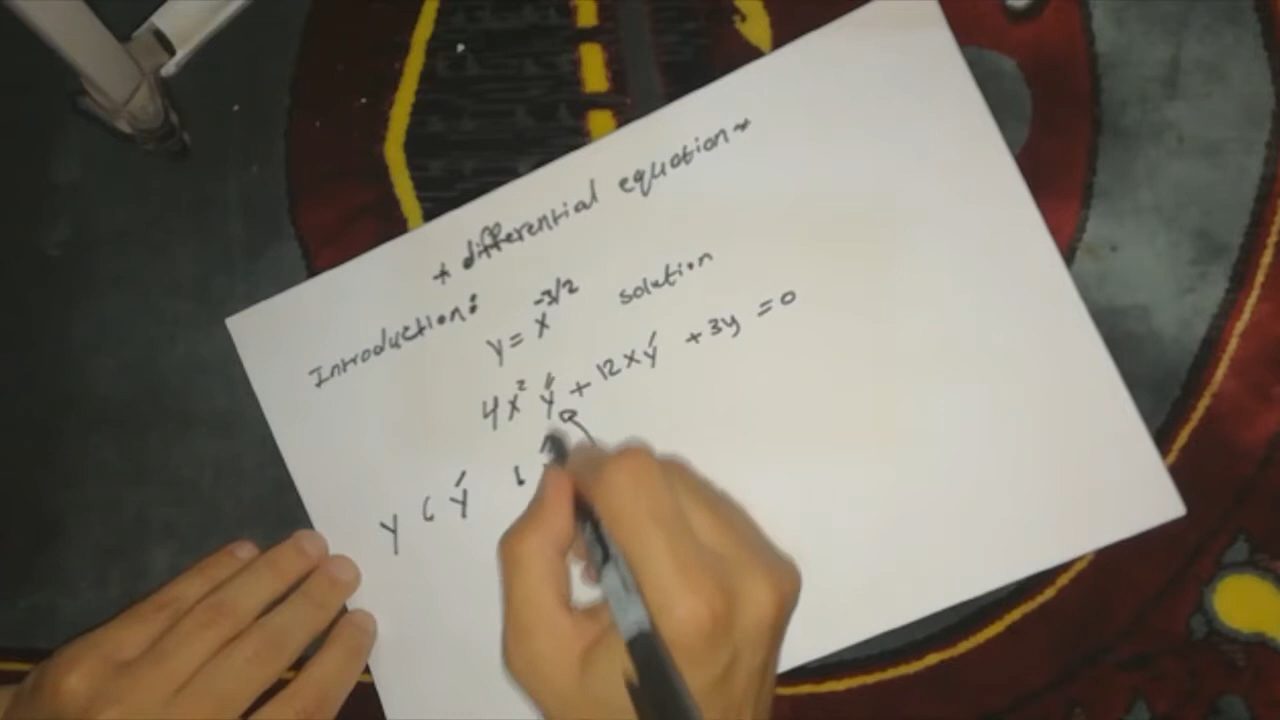 * differential equation *
Introduction:
y = x^-3/2 solution
4x² y'' + 12xy' + 3y = 0
y ( y' (